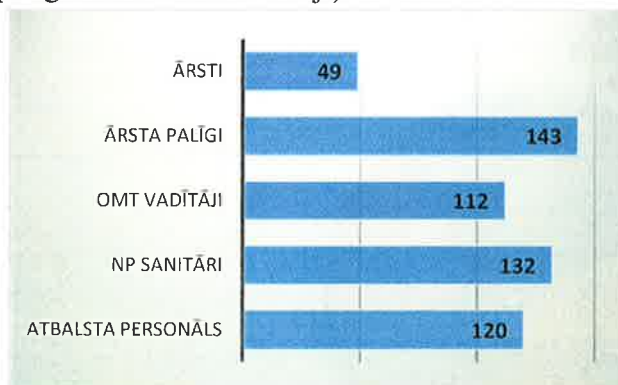 ĀRSTI 49
ĀRSTA PALĪGI 143
OMT VADĪTĀJI 112
NP SANITĀRI 132
ATBALSTA PERSONĀLS 120